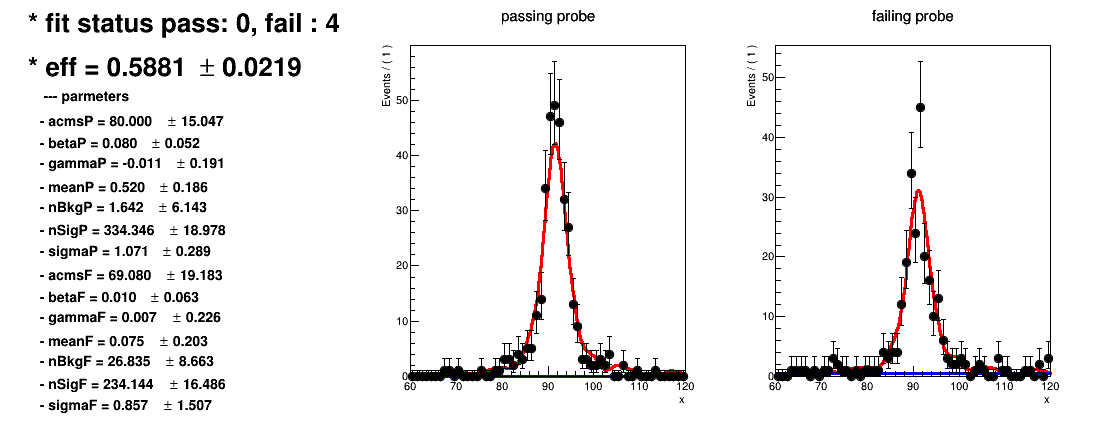 * fit status pass: 0, fail : 4
* eff = 0.5881 ± 0.0219
--- parmeters
- acmsP = 80.000 ± 15.047
- betaP = 0.080 ± 0.052
- gammaP = -0.011 ± 0.191
- meanP = 0.520 ± 0.186
- nBkgP = 1.642 ± 6.143
- nSigP = 334.346 ± 18.978
- sigmaP = 1.071 ± 0.289
- acmsF = 69.080 ± 19.183
- betaF = 0.010 ± 0.063
- gammaF = 0.007 ± 0.226
- meanF = 0.075 ± 0.203
- nBkgF = 26.835 ± 8.663
- nSigF = 234.144 ± 16.486
- sigmaF = 0.857 ± 1.507
passing probe
Events / ( 1 )
50
40
30
20
10
0
60 70 80 90 100 110 120
x
failing probe
Events / ( 1 )
50
40
30
20
10
0
60 70 80 90 100 110 120
x